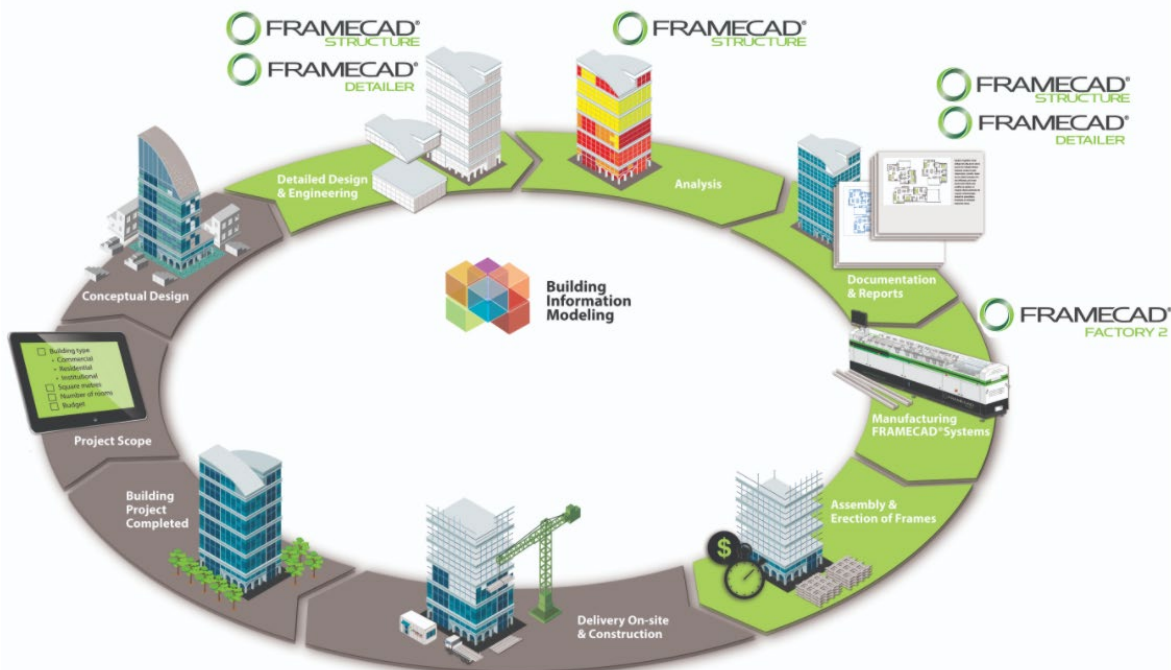 FRAMECAD®
STRUCTURE
FRAMECAD®
DETAILER
FRAMECAD®
STRUCTURE
FRAMECAD®
STRUCTURE
FRAMECAD®
DETAILER
Detailed Design
& Engineering
Analysis
Documentation
& Reports
Conceptual Design
Building
Information
Modeling
FRAMECAD®
FACTORY 2
Building type
• Commercial
• Residential
• Institutional
Square metres
Number of rooms
Budget
Project Scope
Manufacturing
FRAMECAD® Systems
FRAMECAD
Building
Project
Completed
Assembly &
Erection of Frames
$
Delivery On-site
& Construction